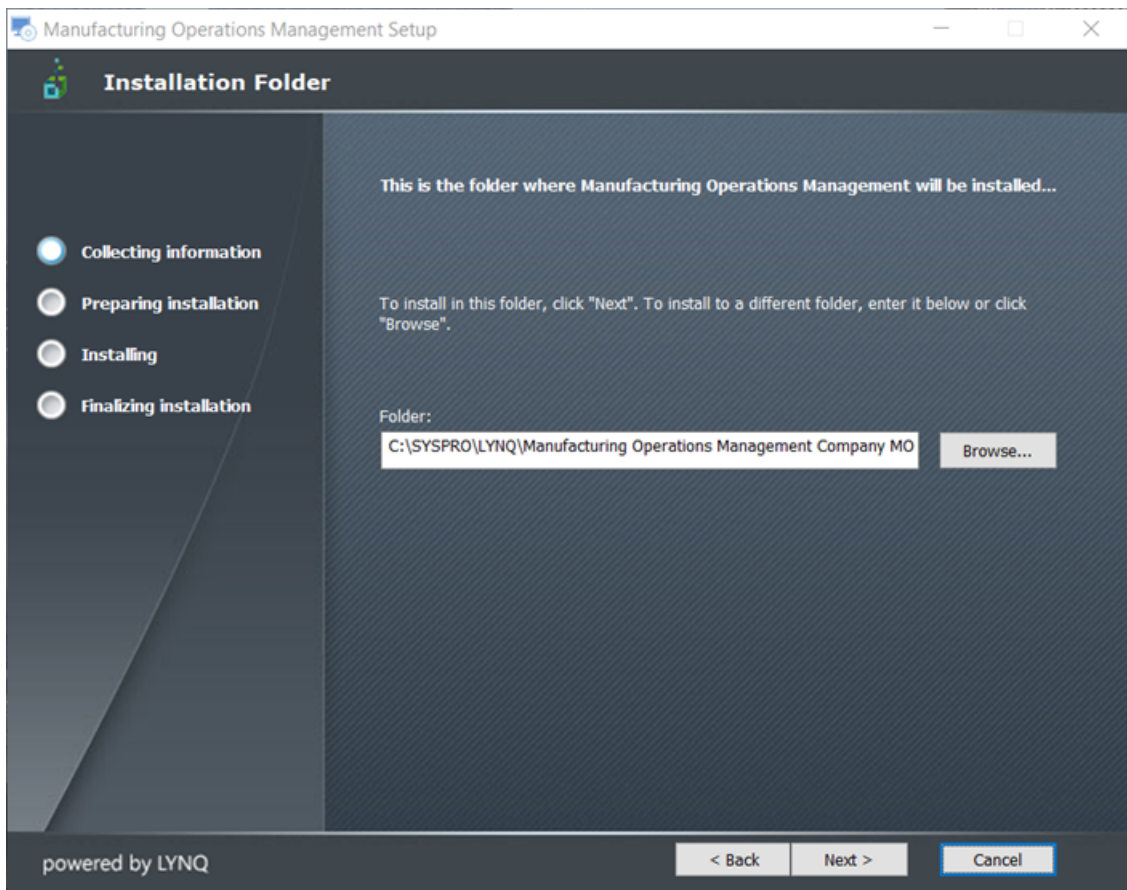 Manufacturing Operations Management Setup
Installation Folder
This is the folder where Manufacturing Operations Management will be installed...
Collecting information
Preparing installation
Installing
Finalizing installation
To install in this folder, click "Next". To install to a different folder, enter it below or click
"Browse".
Folder:
C:\SYSPRO\LYNQ\Manufacturing Operations Management Company MO
Browse...
powered by LYNQ
< Back
Next >
Cancel